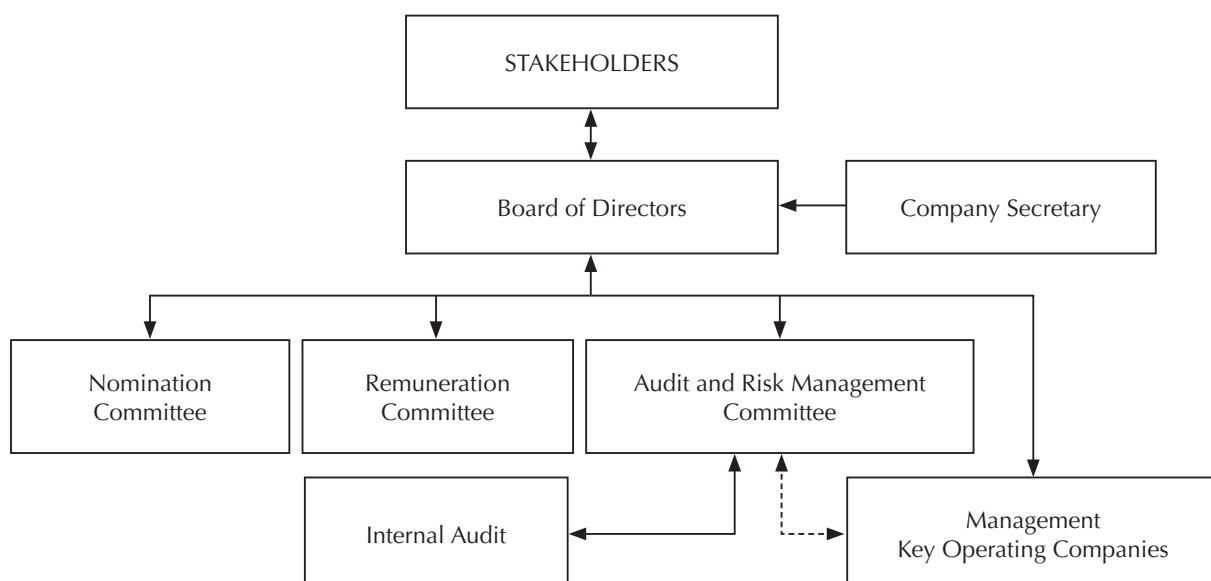 STAKEHOLDERS
Board of Directors
Company Secretary
Nomination
Committee
Remuneration
Committee
Audit and Risk Management
Committee
Internal Audit
Management
Key Operating Companies